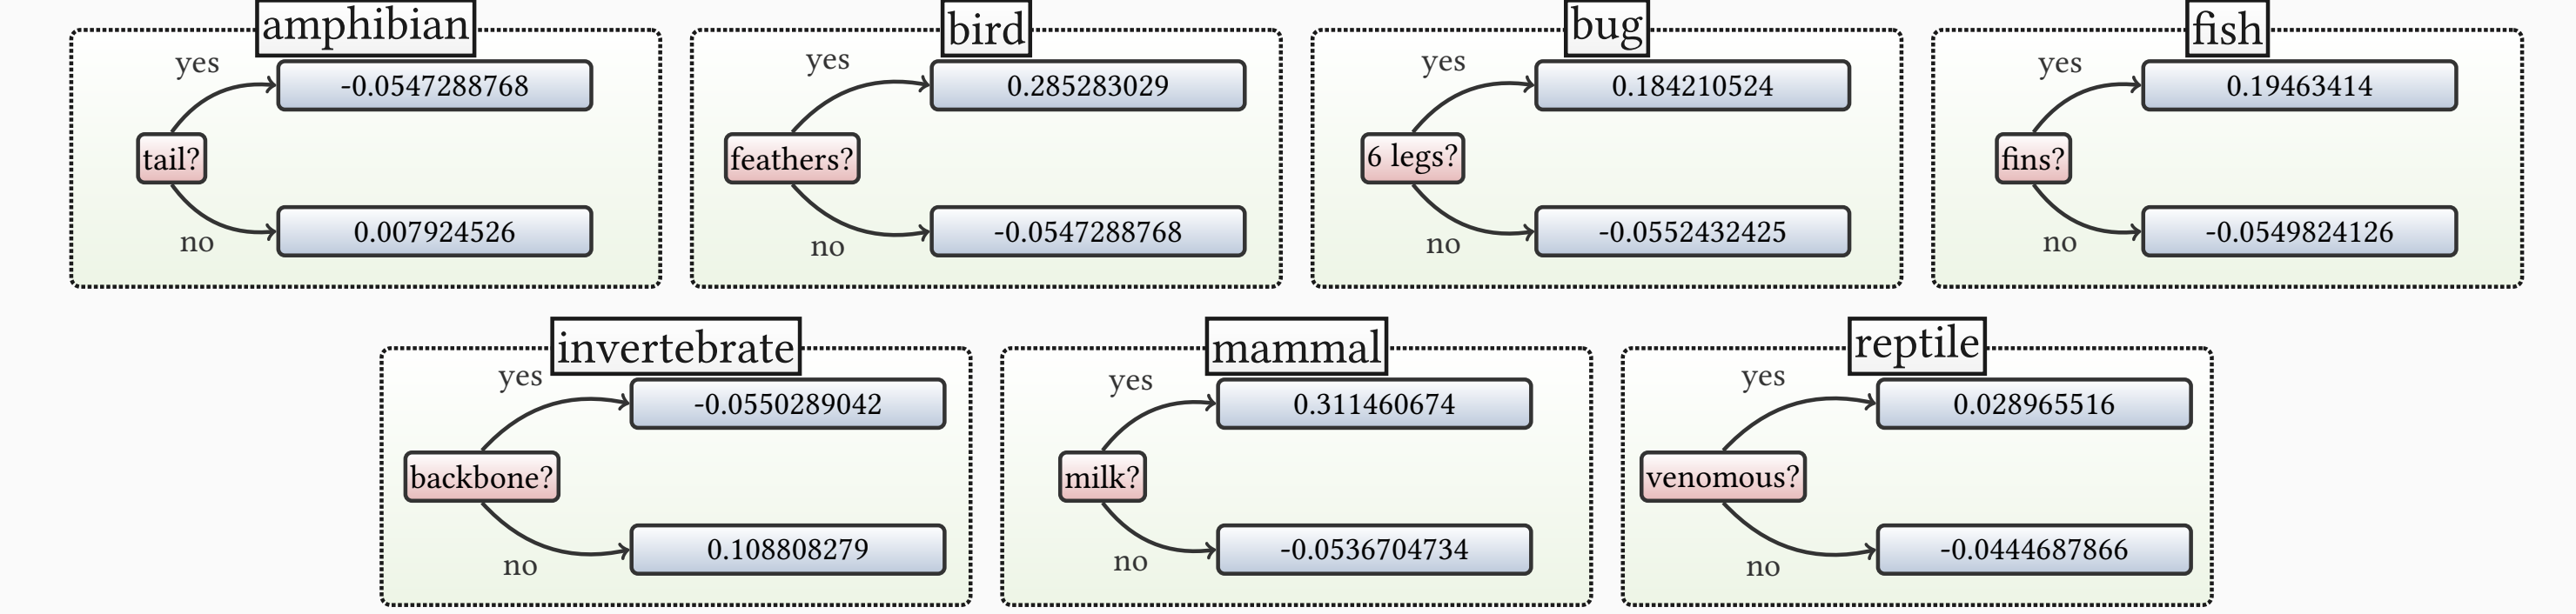 amphibian
yes
-0.0547288768
tail?
0.007924526
no
bird
yes
0.285283029
feathers?
-0.0547288768
no
bug
yes
0.184210524
6 legs?
-0.0552432425
no
fish
yes
0.19463414
fins?
-0.0549824126
no
invertebrate
yes
-0.0550289042
backbone?
0.108808279
no
mammal
yes
0.311460674
milk?
-0.0536704734
no
reptile
yes
0.028965516
venomous?
-0.0444687866
no